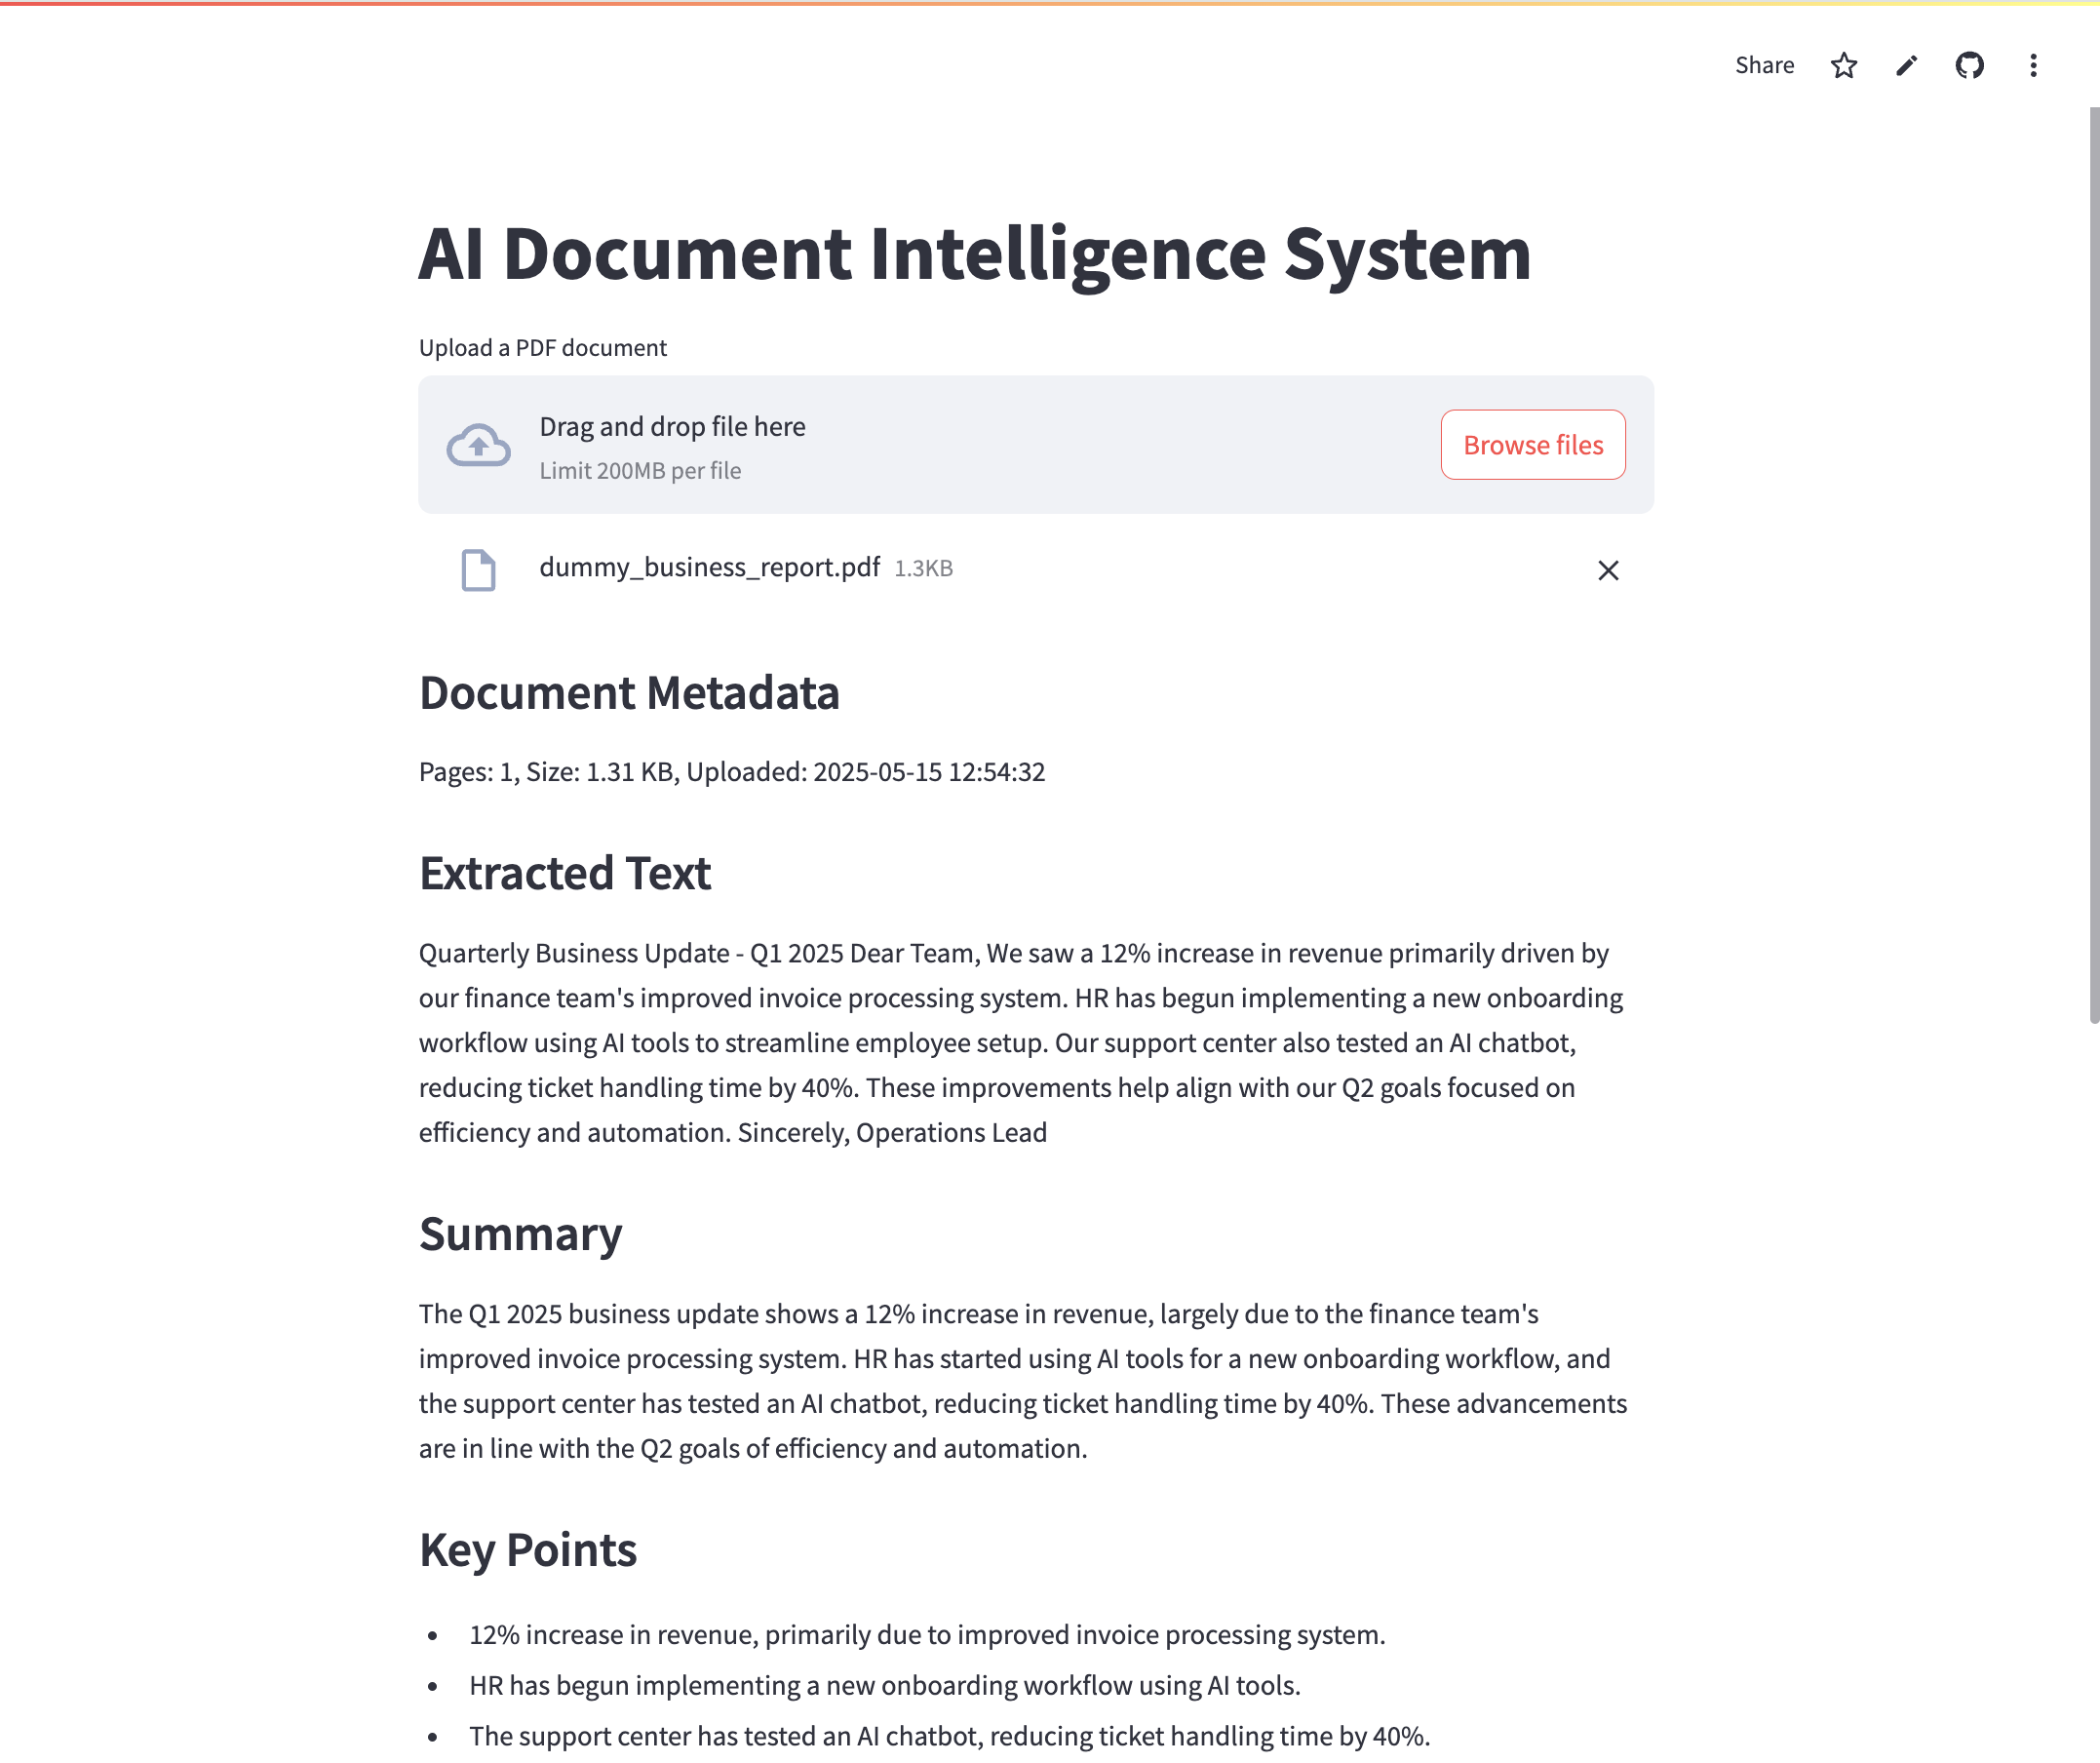 Share
AI Document Intelligence System
Upload a PDF document
Drag and drop file here
Limit 200MB per file
Browse files
dummy_business_report.pdf 1.3KB
Document Metadata
Pages: 1, Size: 1.31 KB, Uploaded: 2025-05-15 12:54:32
Extracted Text
Quarterly Business Update - Q1 2025 Dear Team, We saw a 12% increase in revenue primarily driven by
our finance team's improved invoice processing system. HR has begun implementing a new onboarding
workflow using AI tools to streamline employee setup. Our support center also tested an AI chatbot,
reducing ticket handling time by 40%. These improvements help align with our Q2 goals focused on
efficiency and automation. Sincerely, Operations Lead
Summary
The Q1 2025 business update shows a 12% increase in revenue, largely due to the finance team's
improved invoice processing system. HR has started using AI tools for a new onboarding workflow, and
the support center has tested an AI chatbot, reducing ticket handling time by 40%. These advancements
are in line with the Q2 goals of efficiency and automation.
Key Points
• 12% increase in revenue, primarily due to improved invoice processing system.
• HR has begun implementing a new onboarding workflow using AI tools.
• The support center has tested an AI chatbot, reducing ticket handling time by 40%.